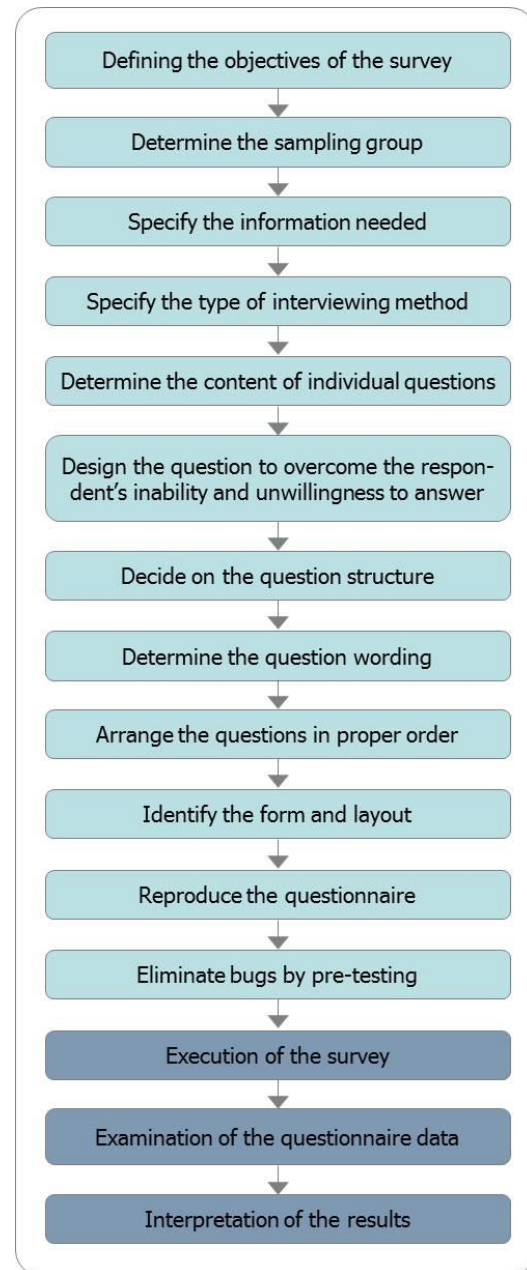 Defining the objectives of the survey
Determine the sampling group
Specify the information needed
Specify the type of interviewing method
Determine the content of individual questions
Design the question to overcome the respon-
dent's inability and unwillingness to answer
Decide on the question structure
Determine the question wording
Arrange the questions in proper order
Identify the form and layout
Reproduce the questionnaire
Eliminate bugs by pre-testing
Execution of the survey
Examination of the questionnaire data
Interpretation of the results